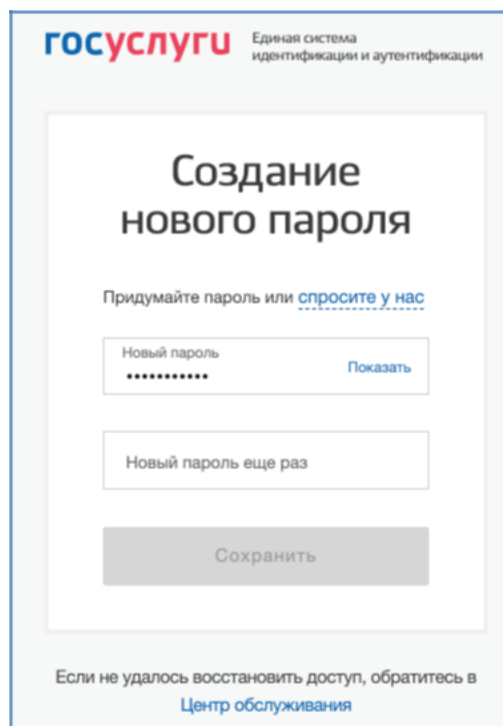 госуслуги
Единая система
идентификации и аутентификации
Создание
нового пароля
Придумайте пароль или спросите у нас
Новый пароль
•••••••••••
Показать
Новый пароль еще раз
Сохранить
Если не удалось восстановить доступ, обратитесь в
Центр обслуживания